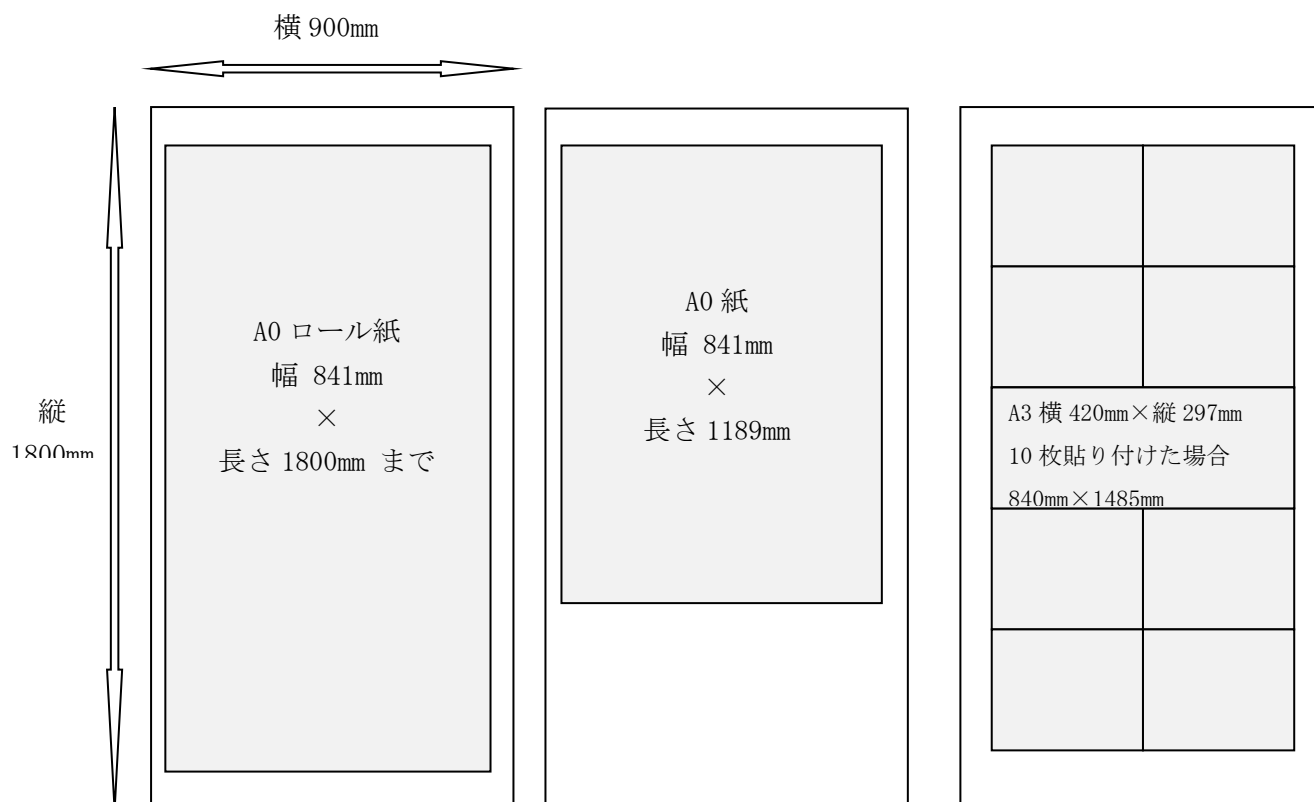 横 900mm
縦
1800mm
A0 ロール紙
幅 841mm
×
長さ 1800mm まで
A0 紙
幅 841mm
×
長さ 1189mm
A3 横 420mm×縦 297mm
10 枚貼り付けた場合
840mm×1485mm